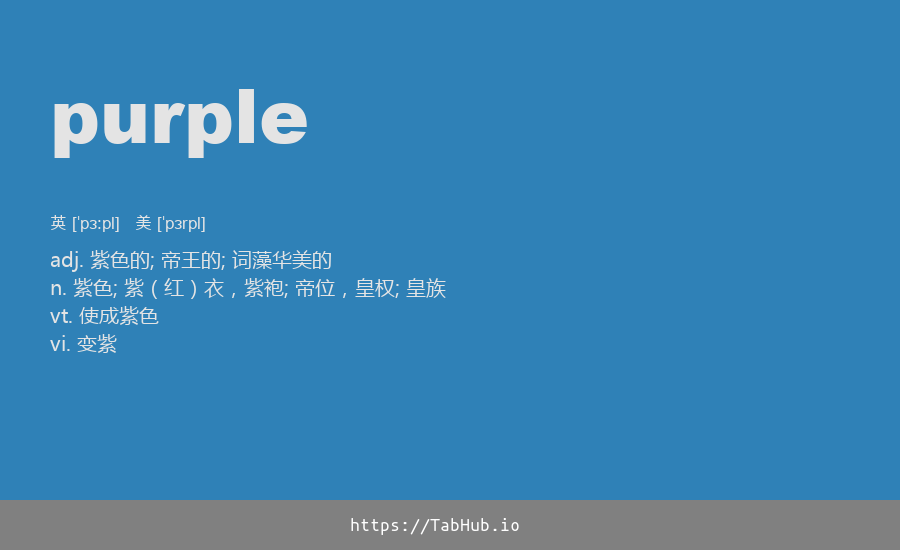 purple
英 [ˈpɜːpl] 美 [ˈpɜrpl]
adj. 紫色的; 帝王的; 词藻华美的
n. 紫色; 紫（红）衣，紫袍; 帝位，皇权; 皇族
vt. 使成紫色
vi. 变紫
https://TabHub.io